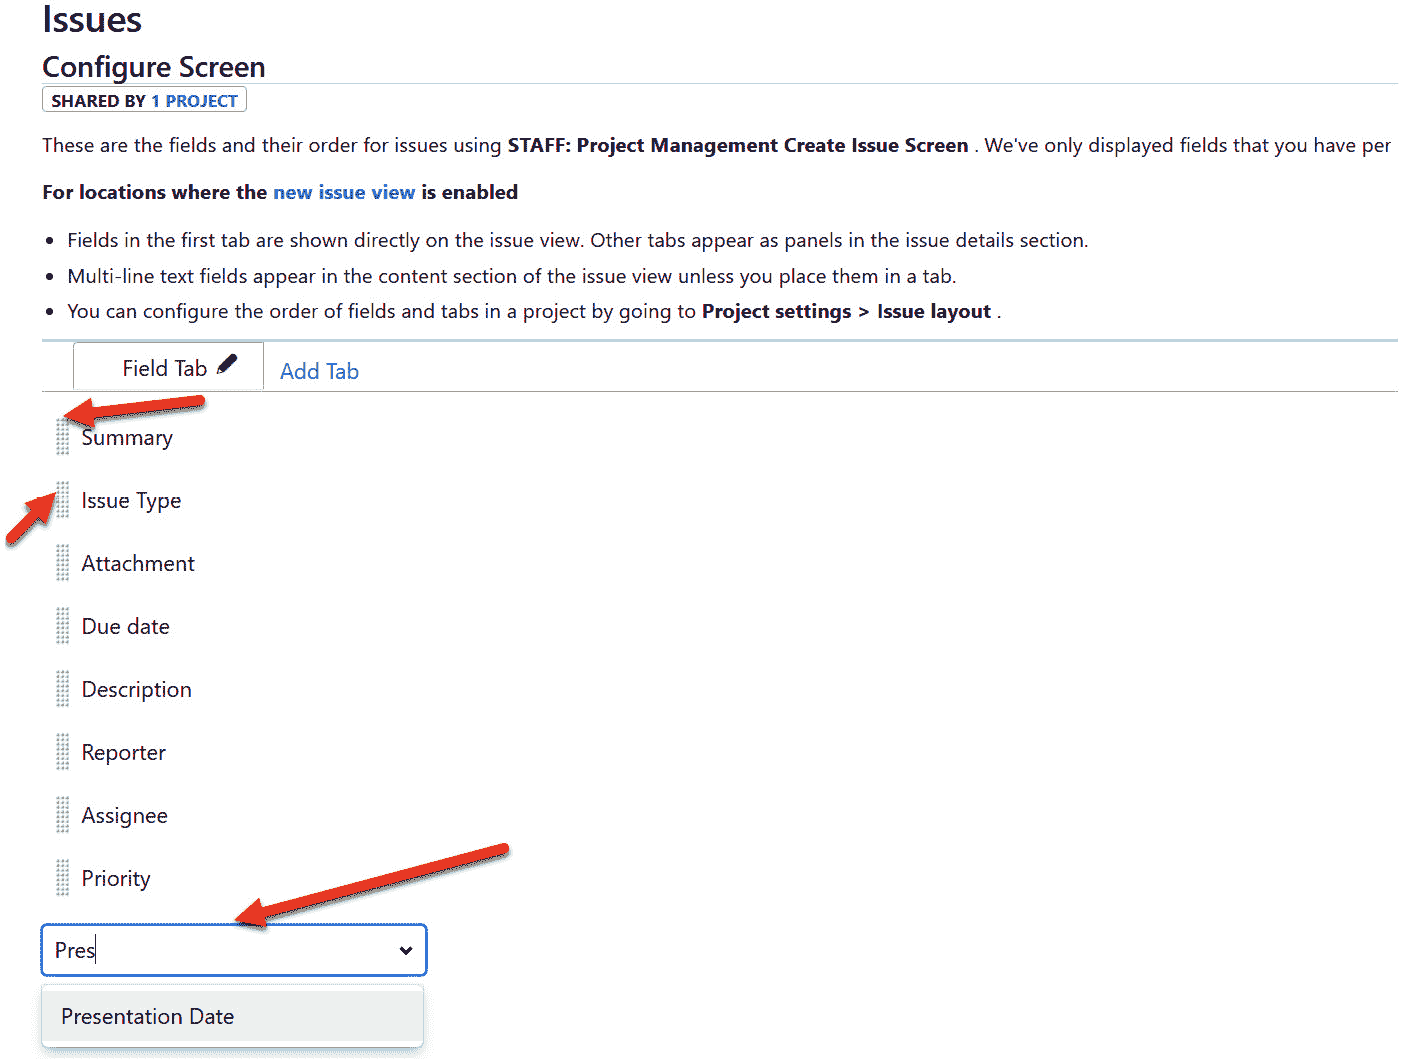 Issues
Configure Screen
SHARED BY 1 PROJECT
These are the fields and their order for issues using STAFF: Project Management Create Issue Screen . We've only displayed fields that you have per
For locations where the new issue view is enabled
• Fields in the first tab are shown directly on the issue view. Other tabs appear as panels in the issue details section.
• Multi-line text fields appear in the content section of the issue view unless you place them in a tab.
• You can configure the order of fields and tabs in a project by going to Project settings > Issue layout .
Field Tab Add Tab
Summary
Issue Type
Attachment
Due date
Description
Reporter
Assignee
Priority
Pres
Presentation Date